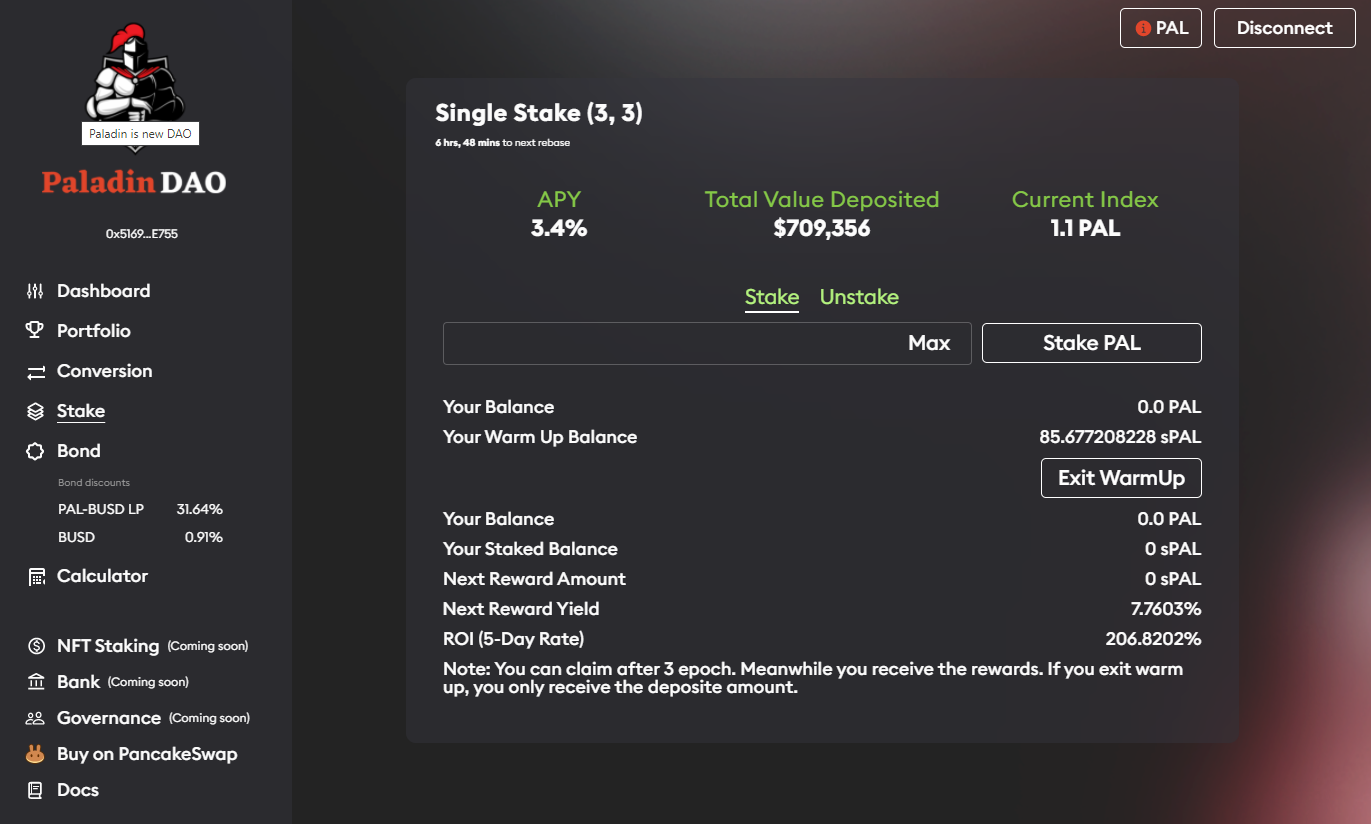 PAL
Disconnect
Paladin is new DAO
Paladin DAO
0x5169...E755
Dashboard
Portfolio
Conversion
Stake
Bond
Bond discounts
PAL-BUSD LP 31.64%
BUSD 0.91%
Calculator
NFT Staking (Coming soon)
Bank (Coming soon)
Governance (Coming soon)
Buy on PancakeSwap
Docs
Single Stake (3, 3)
6 hrs, 48 mins to next rebase
APY Total Value Deposited Current Index
3.4% $709,356 1.1 PAL
Stake Unstake
Max Stake PAL
Your Balance 0.0 PAL
Your Warm Up Balance 85.677208228 sPAL
Exit WarmUp
Your Balance 0.0 PAL
Your Staked Balance 0 sPAL
Next Reward Amount 0 sPAL
Next Reward Yield 7.7603%
ROI (5-Day Rate) 206.8202%
Note: You can claim after 3 epoch. Meanwhile you receive the rewards. If you exit warm
up, you only receive the deposite amount.